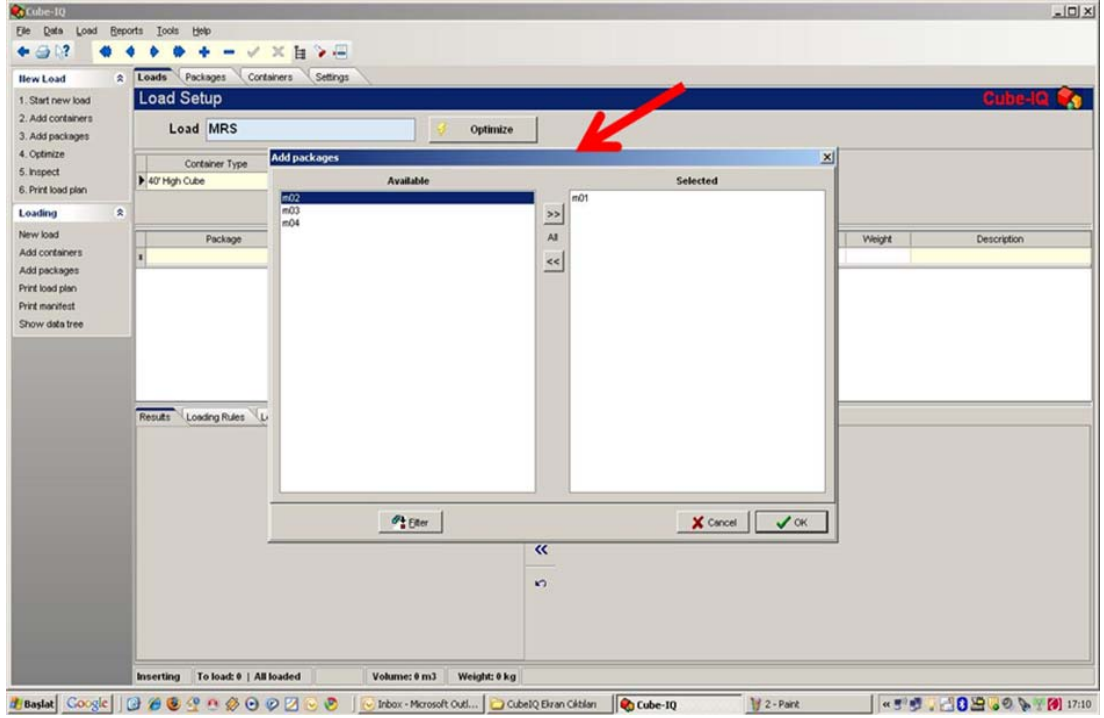 Cube-IQ
File Data Load Reports Tools Help
New Load
1. Start new load
2. Add containers
3. Add packages
4. Optimize
5. Inspect
6. Print load plan
Loading
New load
Add containers
Add packages
Print load plan
Print manifest
Show data tree
Loads Packages Containers Settings
Load Setup
Cube-IQ
Load MRS
Optimize
Container Type
40' High Cube
Package
Weight Description
Add packages
Available
m02
m03
m04
>>
All
<<
Selected
m01
Filter
Cancel
OK
Results Loading Rules
Inserting To load: 0 | All loaded Volume: 0 m3 Weight: 0 kg
Başlat Google Inbox - Microsoft Outl... CubeIQ Ekran Cıktıları Cube-IQ 2 - Paint 17:10